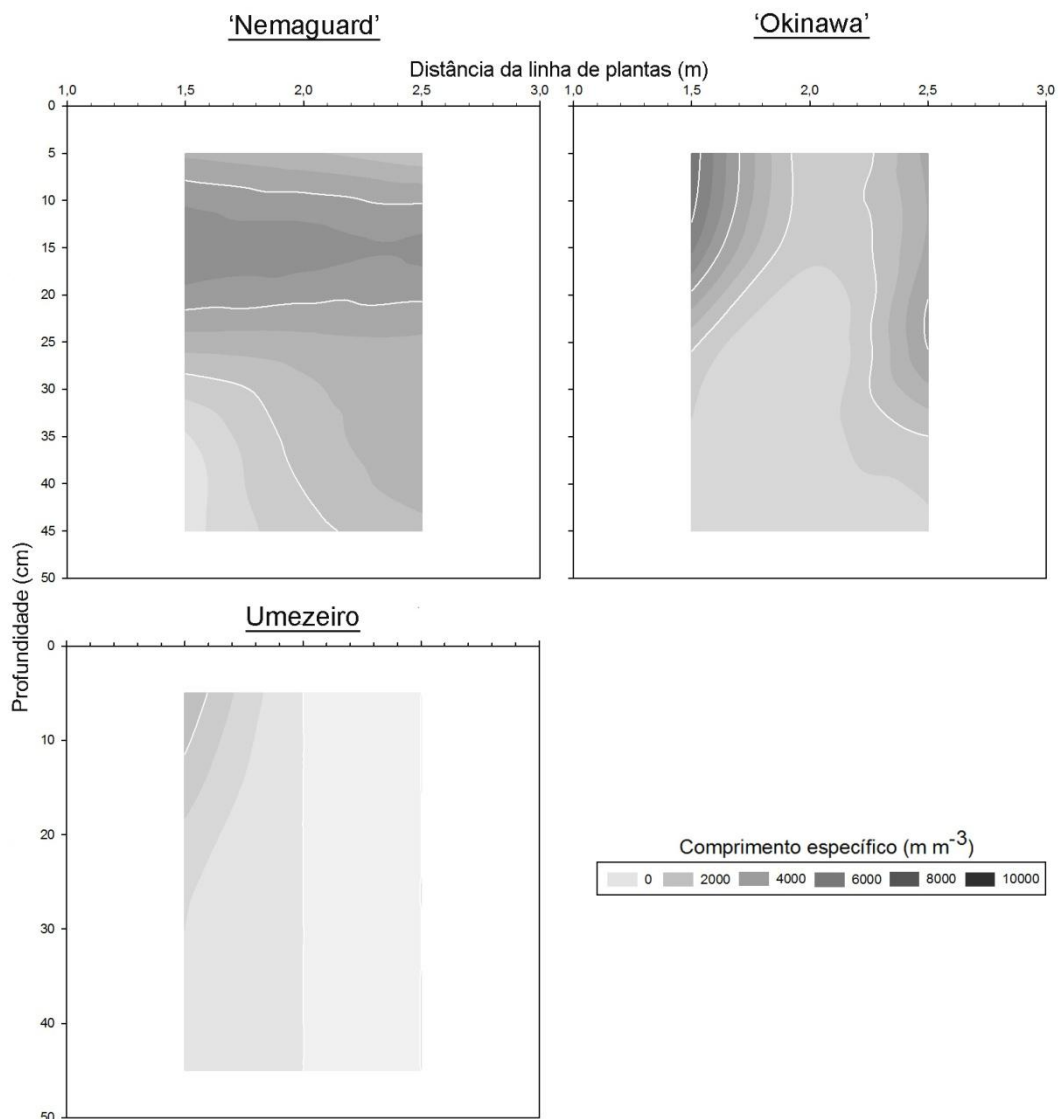 ‘Nemaguard’
‘Okinawa’
Distância da linha de plantas (m)
1,0 1,5 2,0 2,5 3,0
1,0 1,5 2,0 2,5 3,0
0
5
10
15
20
25
30
35
40
45
50
Profundidade (cm)
Umezeiro
0
10
20
30
40
50
Comprimento específico (m m-3)
0 2000 4000 6000 8000 10000